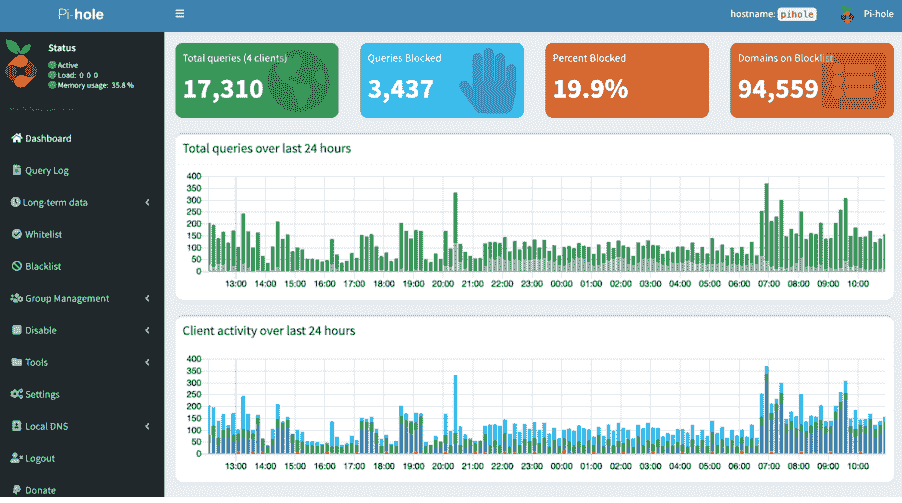 Pi-hole
hostname: pihole
Pi-hole
Status
Active
Load: 0 0 0
Memory usage: 35.8 %
Dashboard
Query Log
Long-term data
Whitelist
Blacklist
Group Management
Disable
Tools
Settings
Local DNS
Logout
Donate
Total queries (4 clients)
17,310
Queries Blocked
3,437
Percent Blocked
19.9%
Domains on Blocklist
94,559
Total queries over last 24 hours
400
350
300
250
200
150
100
50
0
13:00 14:00 15:00 16:00 17:00 18:00 19:00 20:00 21:00 22:00 23:00 00:00 01:00 02:00 03:00 04:00 05:00 06:00 07:00 08:00 09:00 10:00
Client activity over last 24 hours
400
350
300
250
200
150
100
50
0
13:00 14:00 15:00 16:00 17:00 18:00 19:00 20:00 21:00 22:00 23:00 00:00 01:00 02:00 03:00 04:00 05:00 06:00 07:00 08:00 09:00 10:00